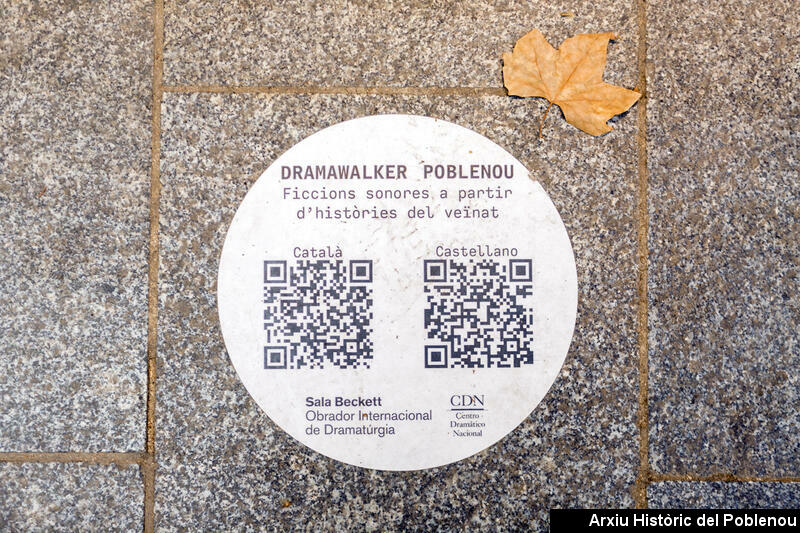 DRAMAWALKER POBLENOU
Ficcions sonores a partir
d'històries del veïnat
Català
Castellano
Sala Beckett
Obrador Internacional
de Dramatúrgia
CDN
Centro
Dramático
Nacional
Arxiu Històric del Poblenou